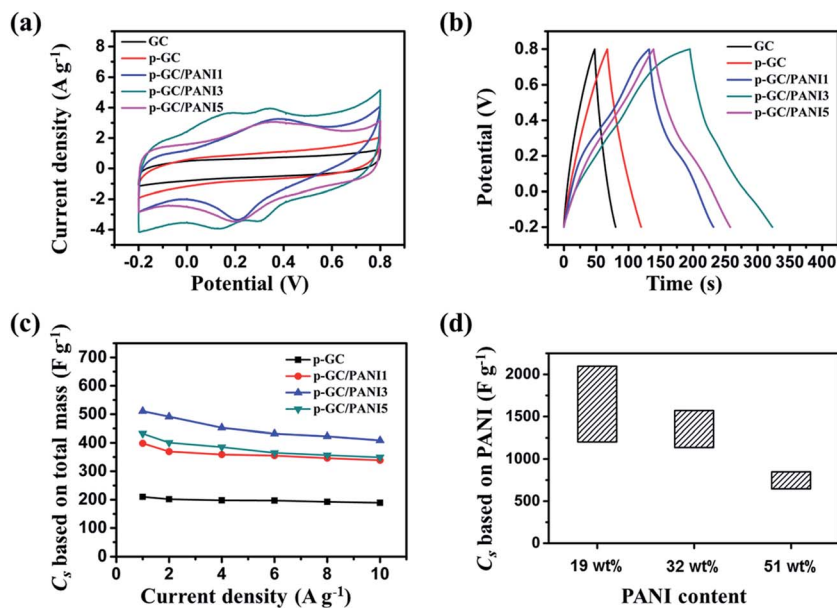 (a)
Current density (A g⁻¹)
8
6
4
2
0
-2
-4
GC
p-GC
p-GC/PANI1
p-GC/PANI3
p-GC/PANI5
-0.2 0.0 0.2 0.4 0.6 0.8
Potential (V)
(b)
Potential (V)
0.8
0.6
0.4
0.2
0.0
-0.2
GC
p-GC
p-GC/PANI1
p-GC/PANI3
p-GC/PANI5
0 50 100 150 200 250 300 350 400
Time (s)
(c)
Cs based on total mass (F g⁻¹)
700
600
500
400
300
200
100
0
p-GC
p-GC/PANI1
p-GC/PANI3
p-GC/PANI5
0 2 4 6 8 10
Current density (A g⁻¹)
(d)
Cs based on PANI (F g⁻¹)
2000
1500
1000
500
0
19 wt% 32 wt% 51 wt%
PANI content